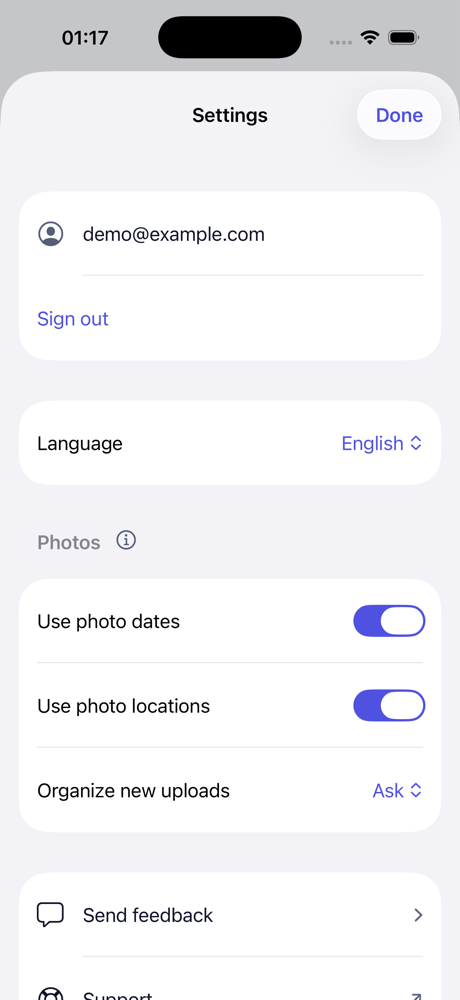 01:17
Settings
Done
demo@example.com
Sign out
Language
English
Photos
Use photo dates
Use photo locations
Organize new uploads
Ask
Send feedback
Support